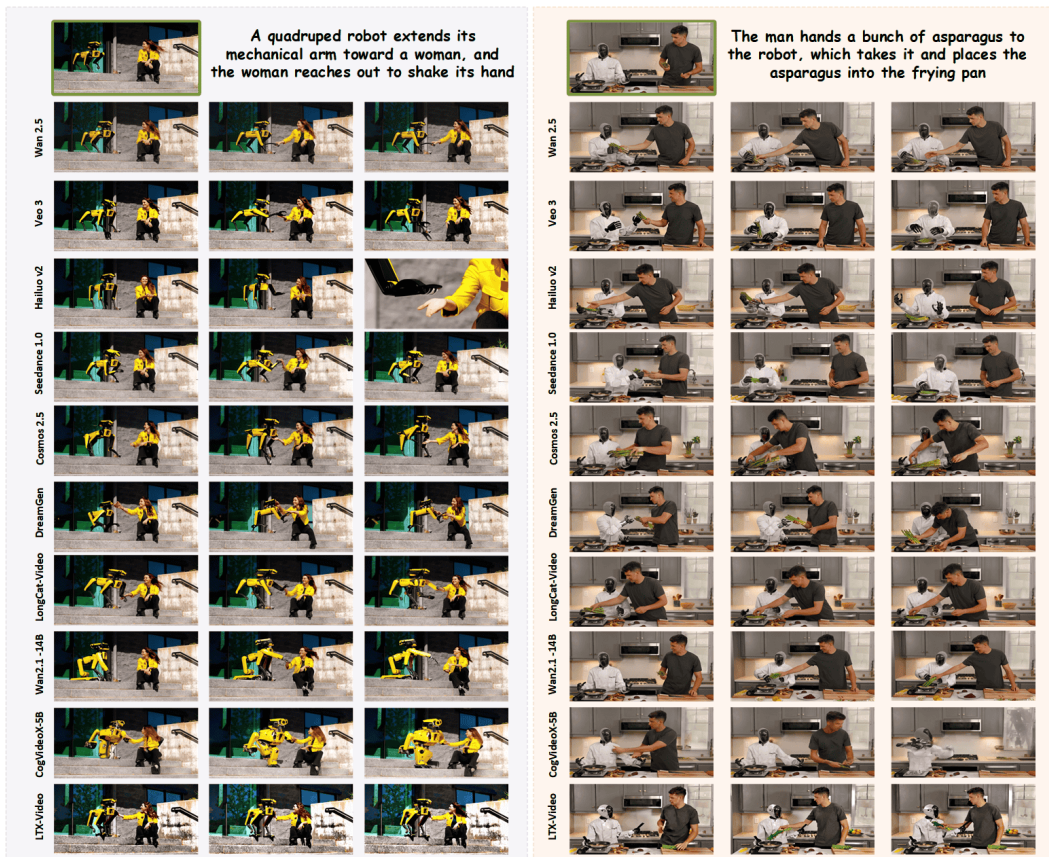 A quadruped robot extends its
mechanical arm toward a woman, and
the woman reaches out to shake its hand
Wan 2.5
Veo 3
Hailuo v2
Seedance 1.0
Cosmos 2.5
DreamGen
LongCat-Video
Wan2.1 -14B
CogVideoX-5B
LTX-Video
The man hands a bunch of asparagus to
the robot, which takes it and places the
asparagus into the frying pan
Wan 2.5
Veo 3
Hailuo v2
Seedance 1.0
Cosmos 2.5
DreamGen
LongCat-Video
Wan2.1 -14B
CogVideoX-5B
LTX-Video